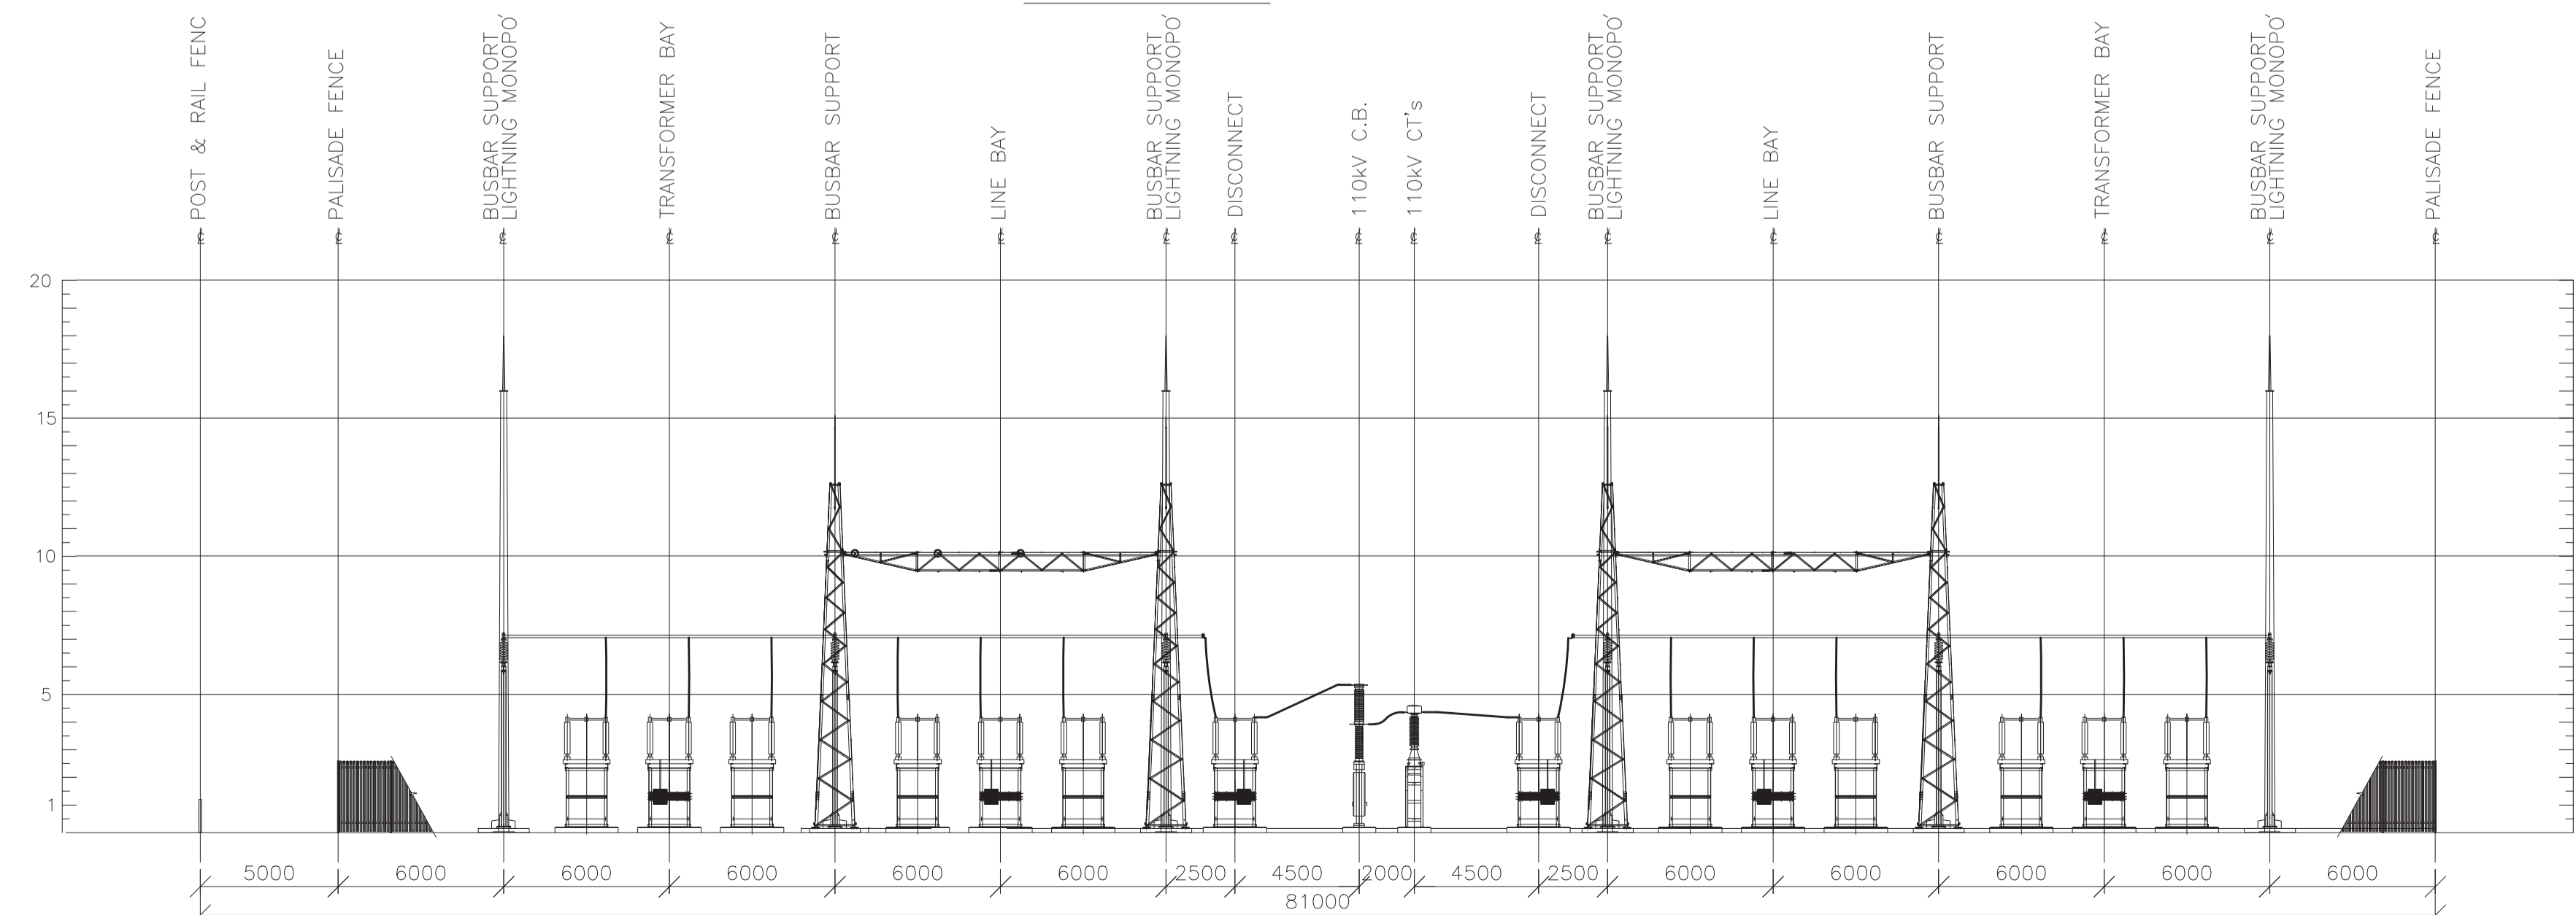 POST & RAIL FENC
PALISADE FENCE
BUSBAR SUPPORT
LIGHTNING MONOPO
TRANSFORMER BAY
BUSBAR SUPPORT
LINE BAY
BUSBAR SUPPORT
LIGHTNING MONOPO
DISCONNECT
110kV C.B.
110kV CT's
DISCONNECT
BUSBAR SUPPORT
LIGHTNING MONOPO
LINE BAY
BUSBAR SUPPORT
TRANSFORMER BAY
BUSBAR SUPPORT
LIGHTNING MONOPO
PALISADE FENCE
℄ ℄ ℄ ℄ ℄ ℄ ℄ ℄ ℄ ℄ ℄ ℄ ℄ ℄ ℄ ℄ ℄
20
15
10
5
1
5000 6000 6000 6000 6000 6000 2500 4500 2000 4500 2500 6000 6000 6000 6000 6000
81000